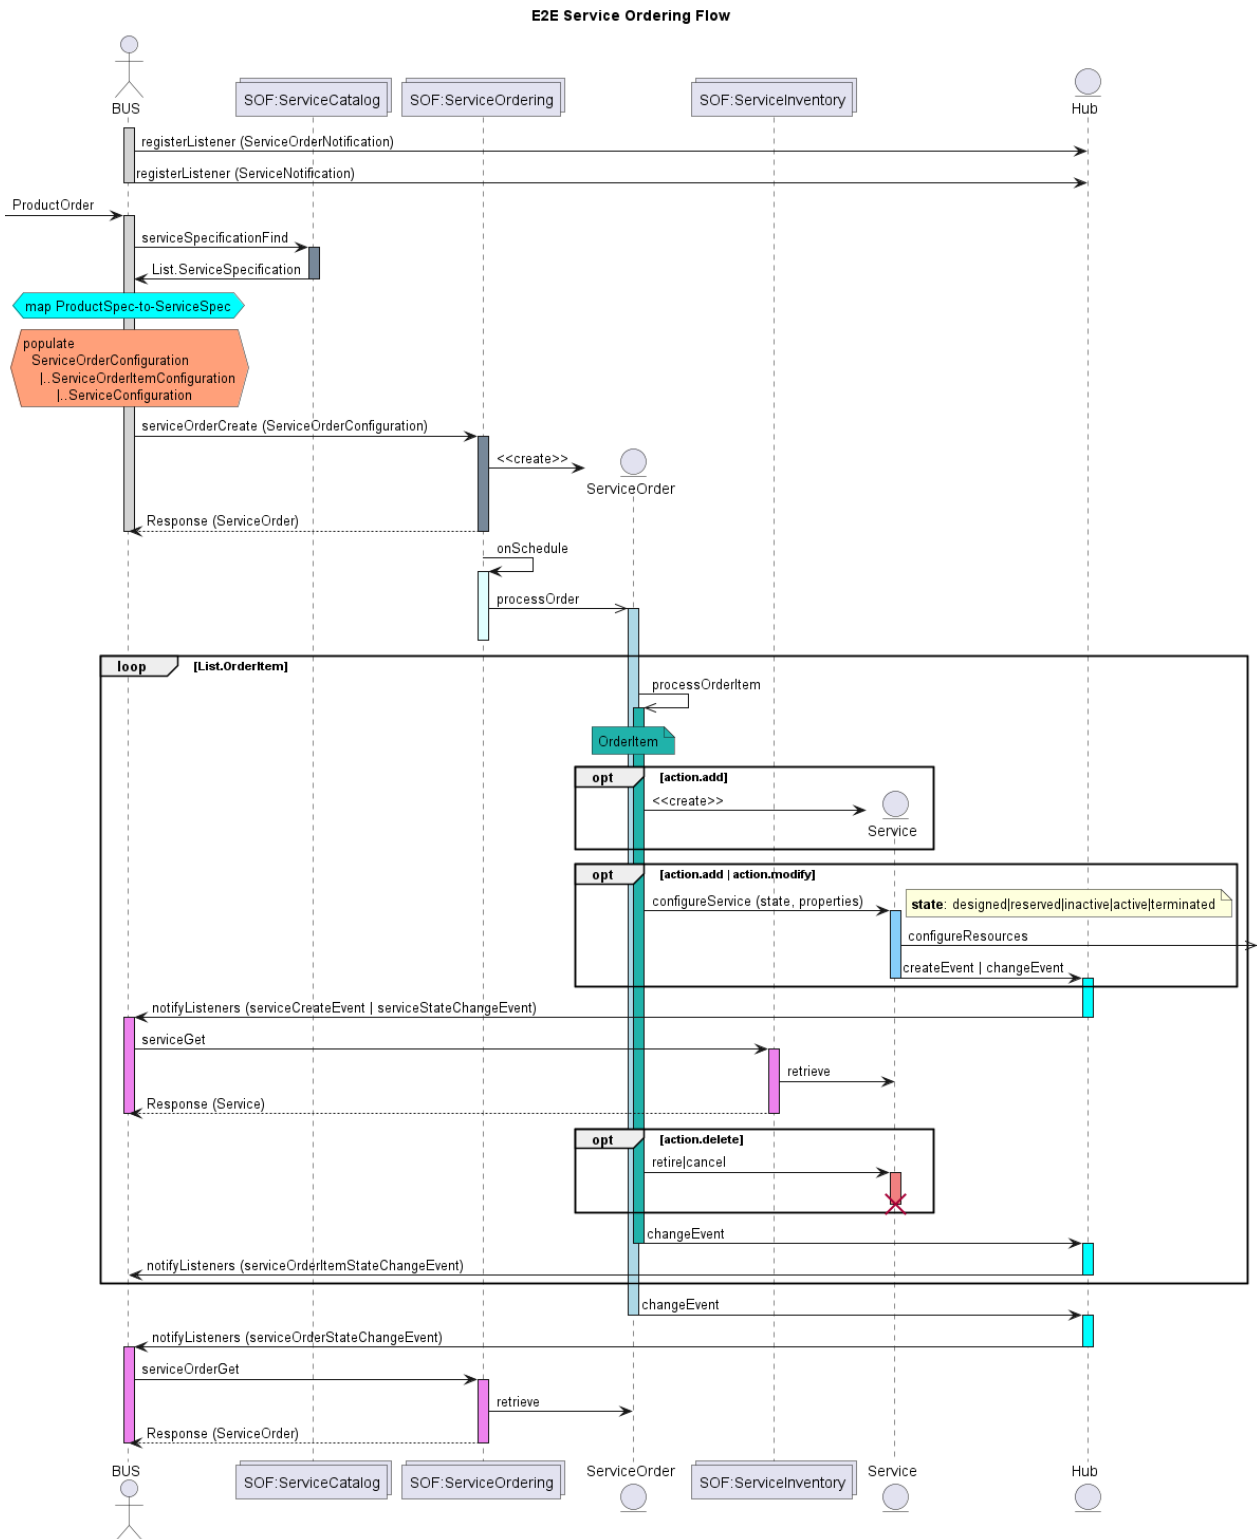 E2E Service Ordering Flow
BUS
SOF:ServiceCatalog
SOF:ServiceOrdering
SOF:ServiceInventory
Hub
registerListener (ServiceOrderNotification)
registerListener (ServiceNotification)
ProductOrder
serviceSpecificationFind
List.ServiceSpecification
map ProductSpec-to-ServiceSpec
populate
ServiceOrderConfiguration
|..ServiceOrderItemConfiguration
|..ServiceConfiguration
serviceOrderCreate (ServiceOrderConfiguration)
<<create>>
ServiceOrder
Response (ServiceOrder)
onSchedule
processOrder
loop [List.OrderItem]
processOrderItem
OrderItem
opt [action.add]
<<create>>
Service
opt [action.add | action.modify]
configureService (state, properties)
state: designed|reserved|inactive|active|terminated
configureResources
createEvent | changeEvent
notifyListeners (serviceCreateEvent | serviceStateChangeEvent)
serviceGet
retrieve
Response (Service)
opt [action.delete]
retire|cancel
changeEvent
notifyListeners (serviceOrderItemStateChangeEvent)
changeEvent
notifyListeners (serviceOrderStateChangeEvent)
serviceOrderGet
retrieve
Response (ServiceOrder)
BUS
SOF:ServiceCatalog
SOF:ServiceOrdering
ServiceOrder
SOF:ServiceInventory
Service
Hub